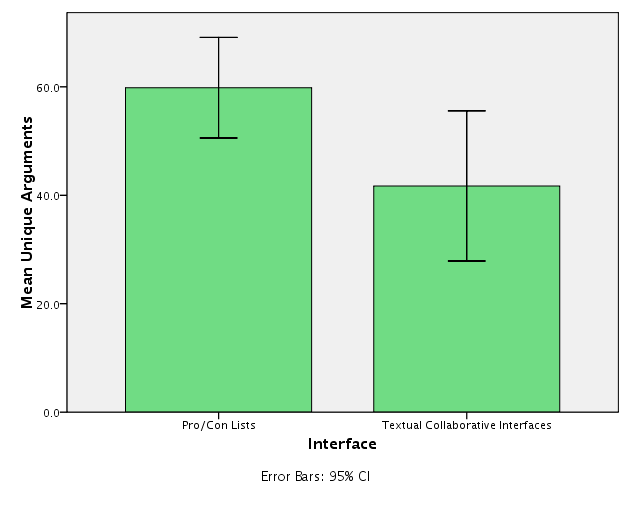 Mean Unique Arguments
60.0
40.0
20.0
0.0
Pro/Con Lists
Textual Collaborative Interfaces
Interface
Error Bars: 95% CI